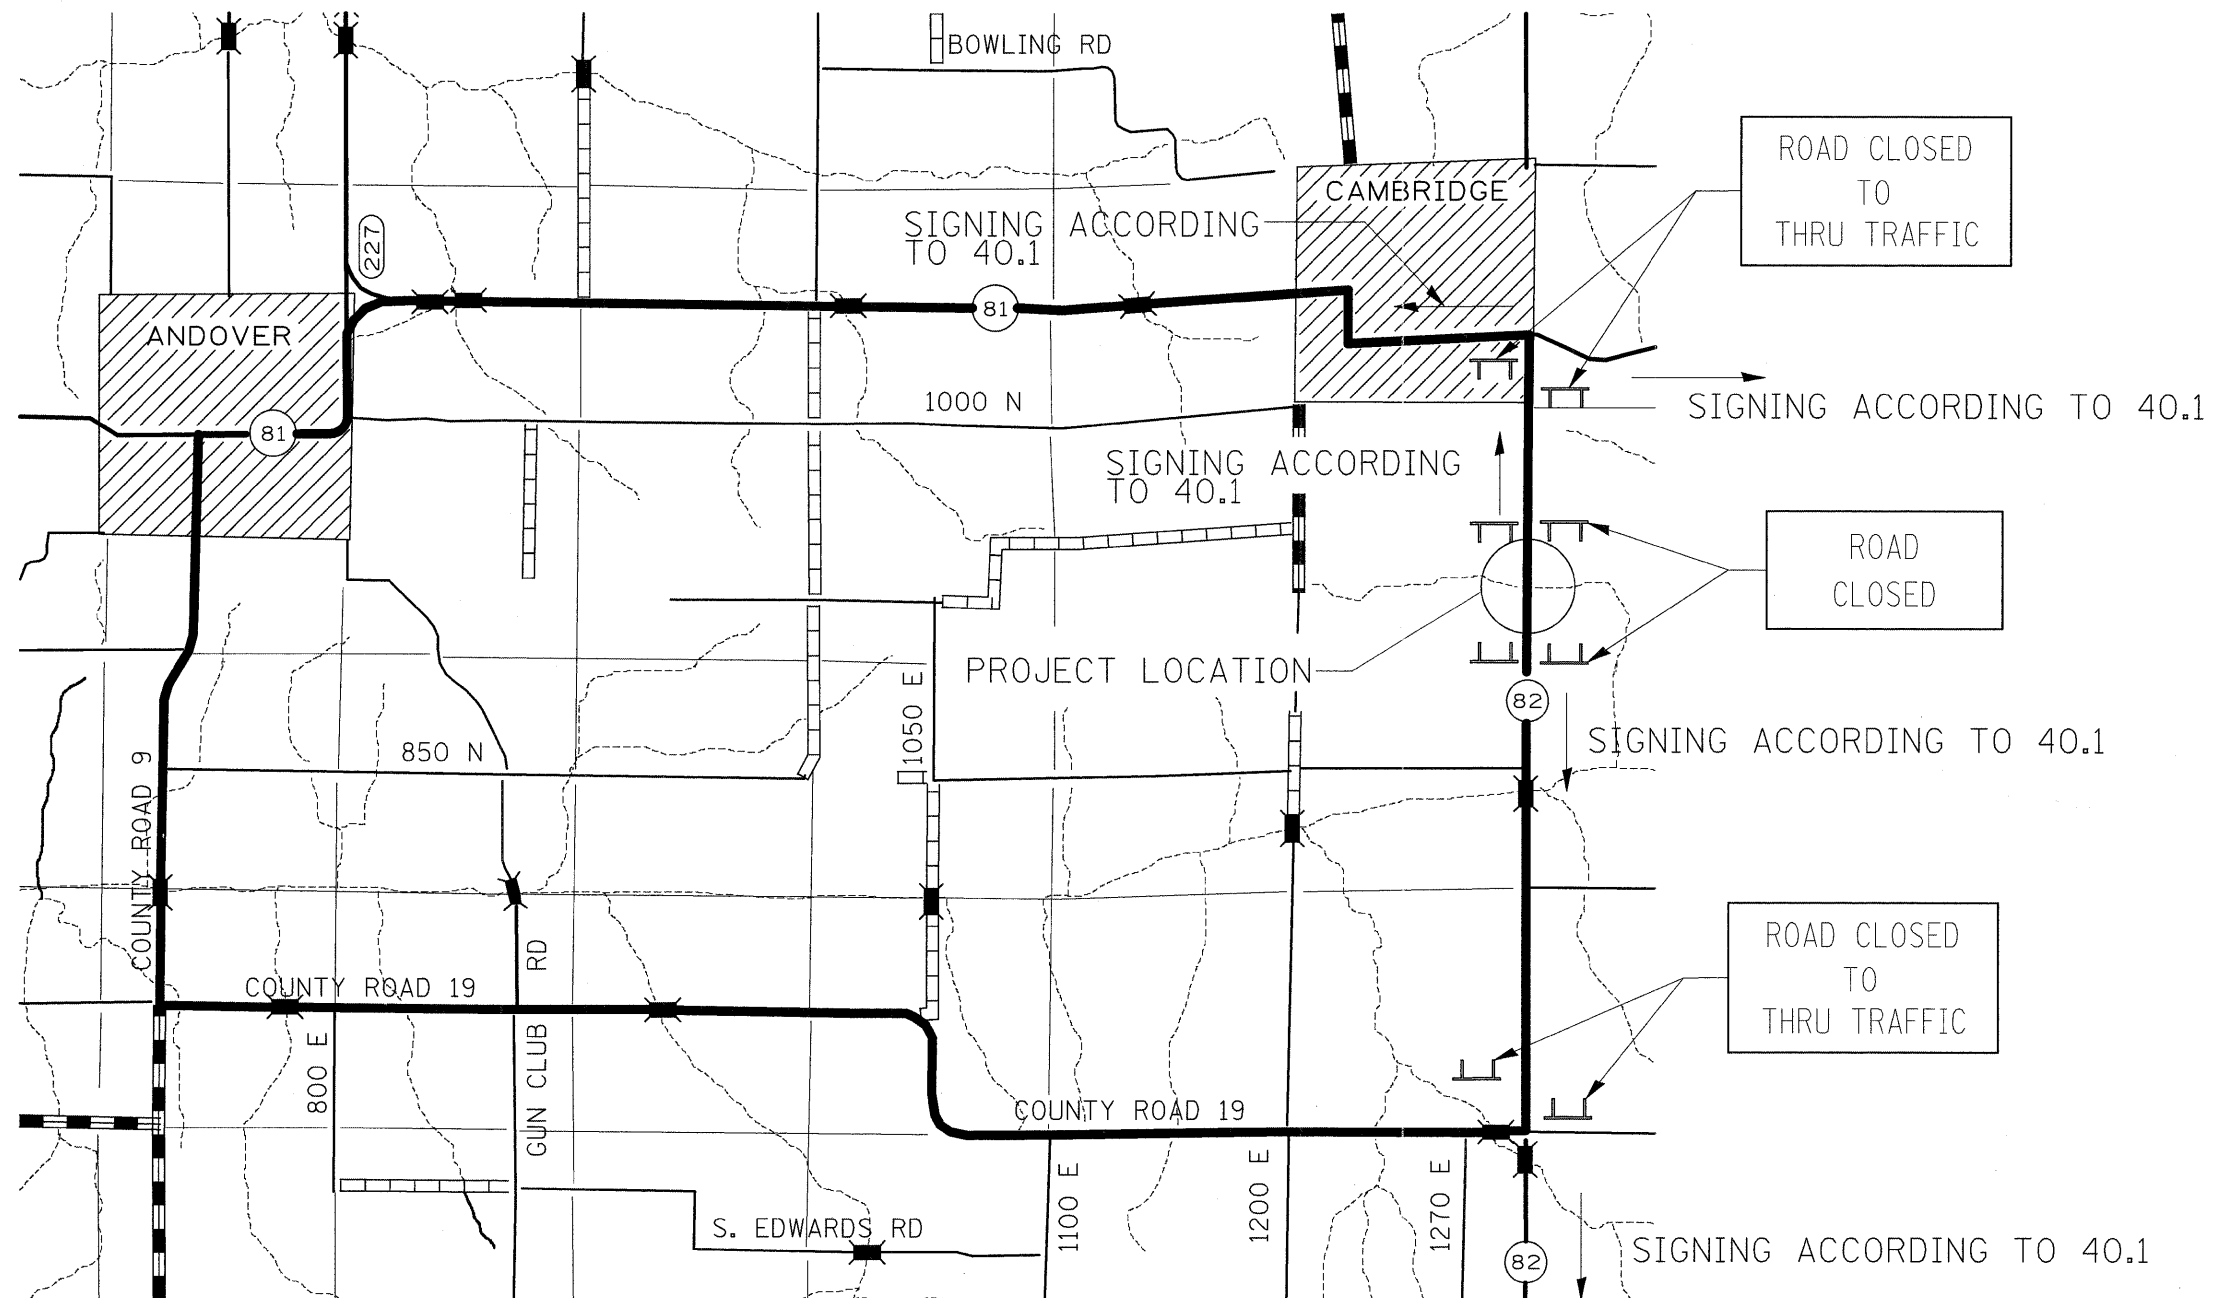 BOWLING RD
ROAD CLOSED
TO
THRU TRAFFIC
CAMBRIDGE
SIGNING ACCORDING
TO 40.1
227
81
ANDOVER
1000 N
SIGNING ACCORDING TO 40.1
81
SIGNING ACCORDING
TO 40.1
ROAD
CLOSED
PROJECT LOCATION
82
1050 E
850 N
SIGNING ACCORDING TO 40.1
COUNTY ROAD 9
ROAD CLOSED
TO
THRU TRAFFIC
COUNTY ROAD 19
GUN CLUB RD
800 E
COUNTY ROAD 19
1100 E
1200 E
1270 E
S. EDWARDS RD
82
SIGNING ACCORDING TO 40.1